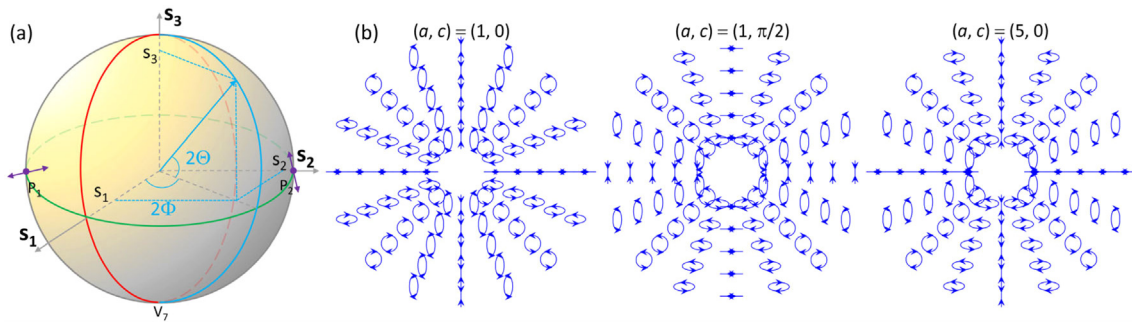 (a)
S₃
s₃
2Θ
s₂
S₂
s₁
P₁
P₂
2Φ
S₁
V₇
(b)
(a, c) = (1, 0)
(a, c) = (1, π/2)
(a, c) = (5, 0)